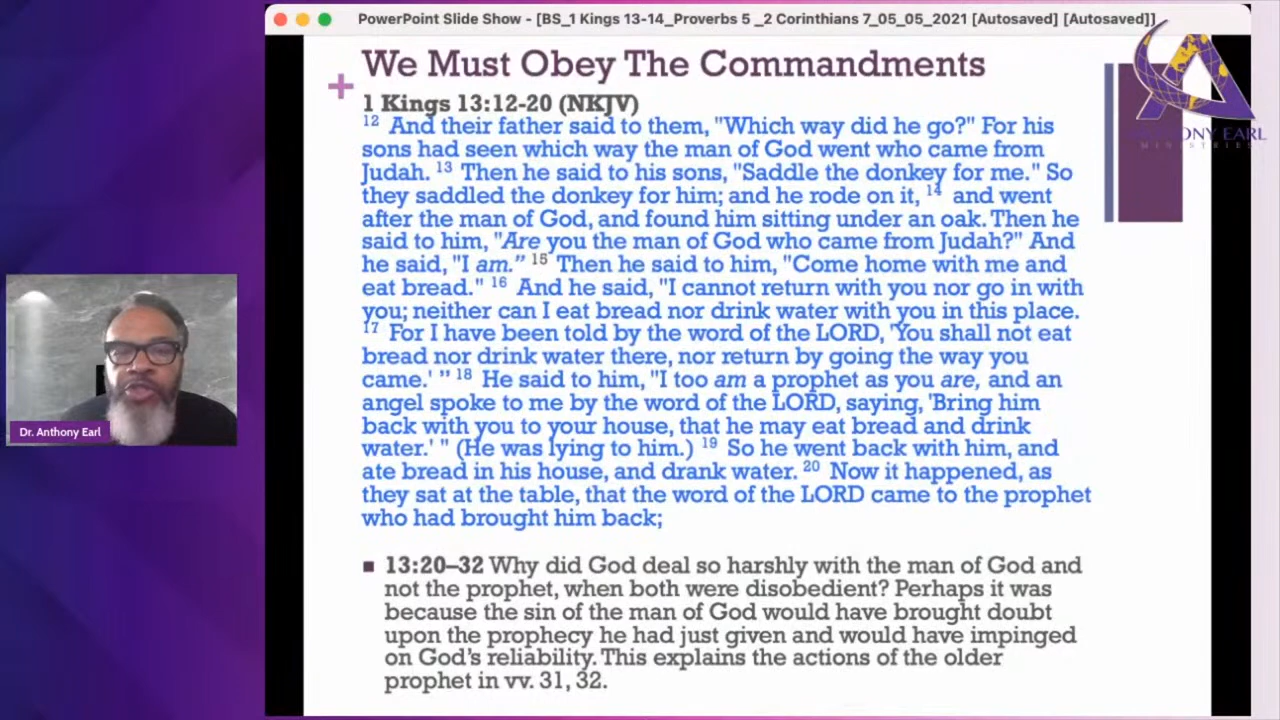 PowerPoint Slide Show - [BS_1 Kings 13-14_Proverbs 5 _2 Corinthians 7_05_05_2021 [Autosaved] [Autosaved]]
We Must Obey The Commandments
1 Kings 13:12-20 (NKJV)
12 And their father said to them, "Which way did he go?" For his
sons had seen which way the man of God went who came from
Judah. 13 Then he said to his sons, "Saddle the donkey for me." So
they saddled the donkey for him; and he rode on it, 14 and went
after the man of God, and found him sitting under an oak. Then he
said to him, "Are you the man of God who came from Judah?" And
he said, "I am.” 15 Then he said to him, "Come home with me and
eat bread." 16 And he said, "I cannot return with you nor go in with
you; neither can I eat bread nor drink water with you in this place.
17 For I have been told by the word of the LORD, 'You shall not eat
bread nor drink water there, nor return by going the way you
came.' ” 18 He said to him, "I too am a prophet as you are, and an
angel spoke to me by the word of the LORD, saying, 'Bring him
back with you to your house, that he may eat bread and drink
water.' " (He was lying to him.) 19 So he went back with him, and
ate bread in his house, and drank water. 20 Now it happened, as
they sat at the table, that the word of the LORD came to the prophet
who had brought him back;
13:20–32 Why did God deal so harshly with the man of God and
not the prophet, when both were disobedient? Perhaps it was
because the sin of the man of God would have brought doubt
upon the prophecy he had just given and would have impinged
on God’s reliability. This explains the actions of the older
prophet in vv. 31, 32.
Dr. Anthony Earl
EARL
MINISTRIES